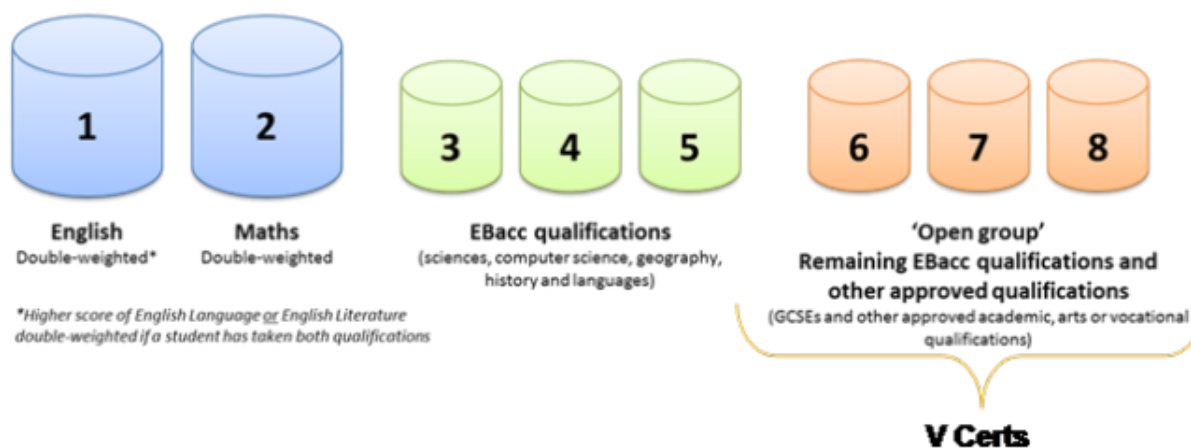 1
2
3
4
5
6
7
8
English
Double-weighted*
Maths
Double-weighted
*Higher score of English Language or English Literature
double-weighted if a student has taken both qualifications
EBacc qualifications
(sciences, computer science, geography,
history and languages)
‘Open group’
Remaining EBacc qualifications and
other approved qualifications
(GCSEs and other approved academic, arts or vocational
qualifications)
V Certs